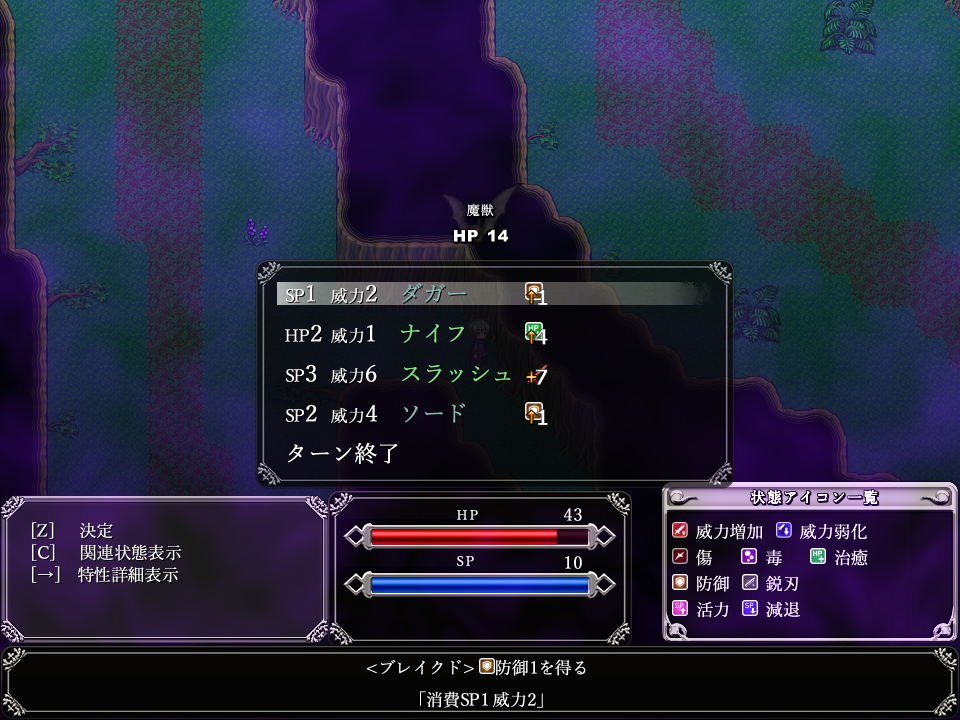 魔獣
HP 14
SP1 威力2 ダガー 1
HP2 威力1 ナイフ HP 4
SP3 威力6 スラッシュ +7
SP2 威力4 ソード 1
ターン終了
[Z] 決定
[C] 関連状態表示
[→] 特性詳細表示
HP 43
SP 10
状態アイコン一覧
威力増加 威力弱化
傷 毒 HP 治癒
防御 鋭刃
SP 活力 SP 減退
<ブレイクド>防御1を得る
「消費SP1 威力2」